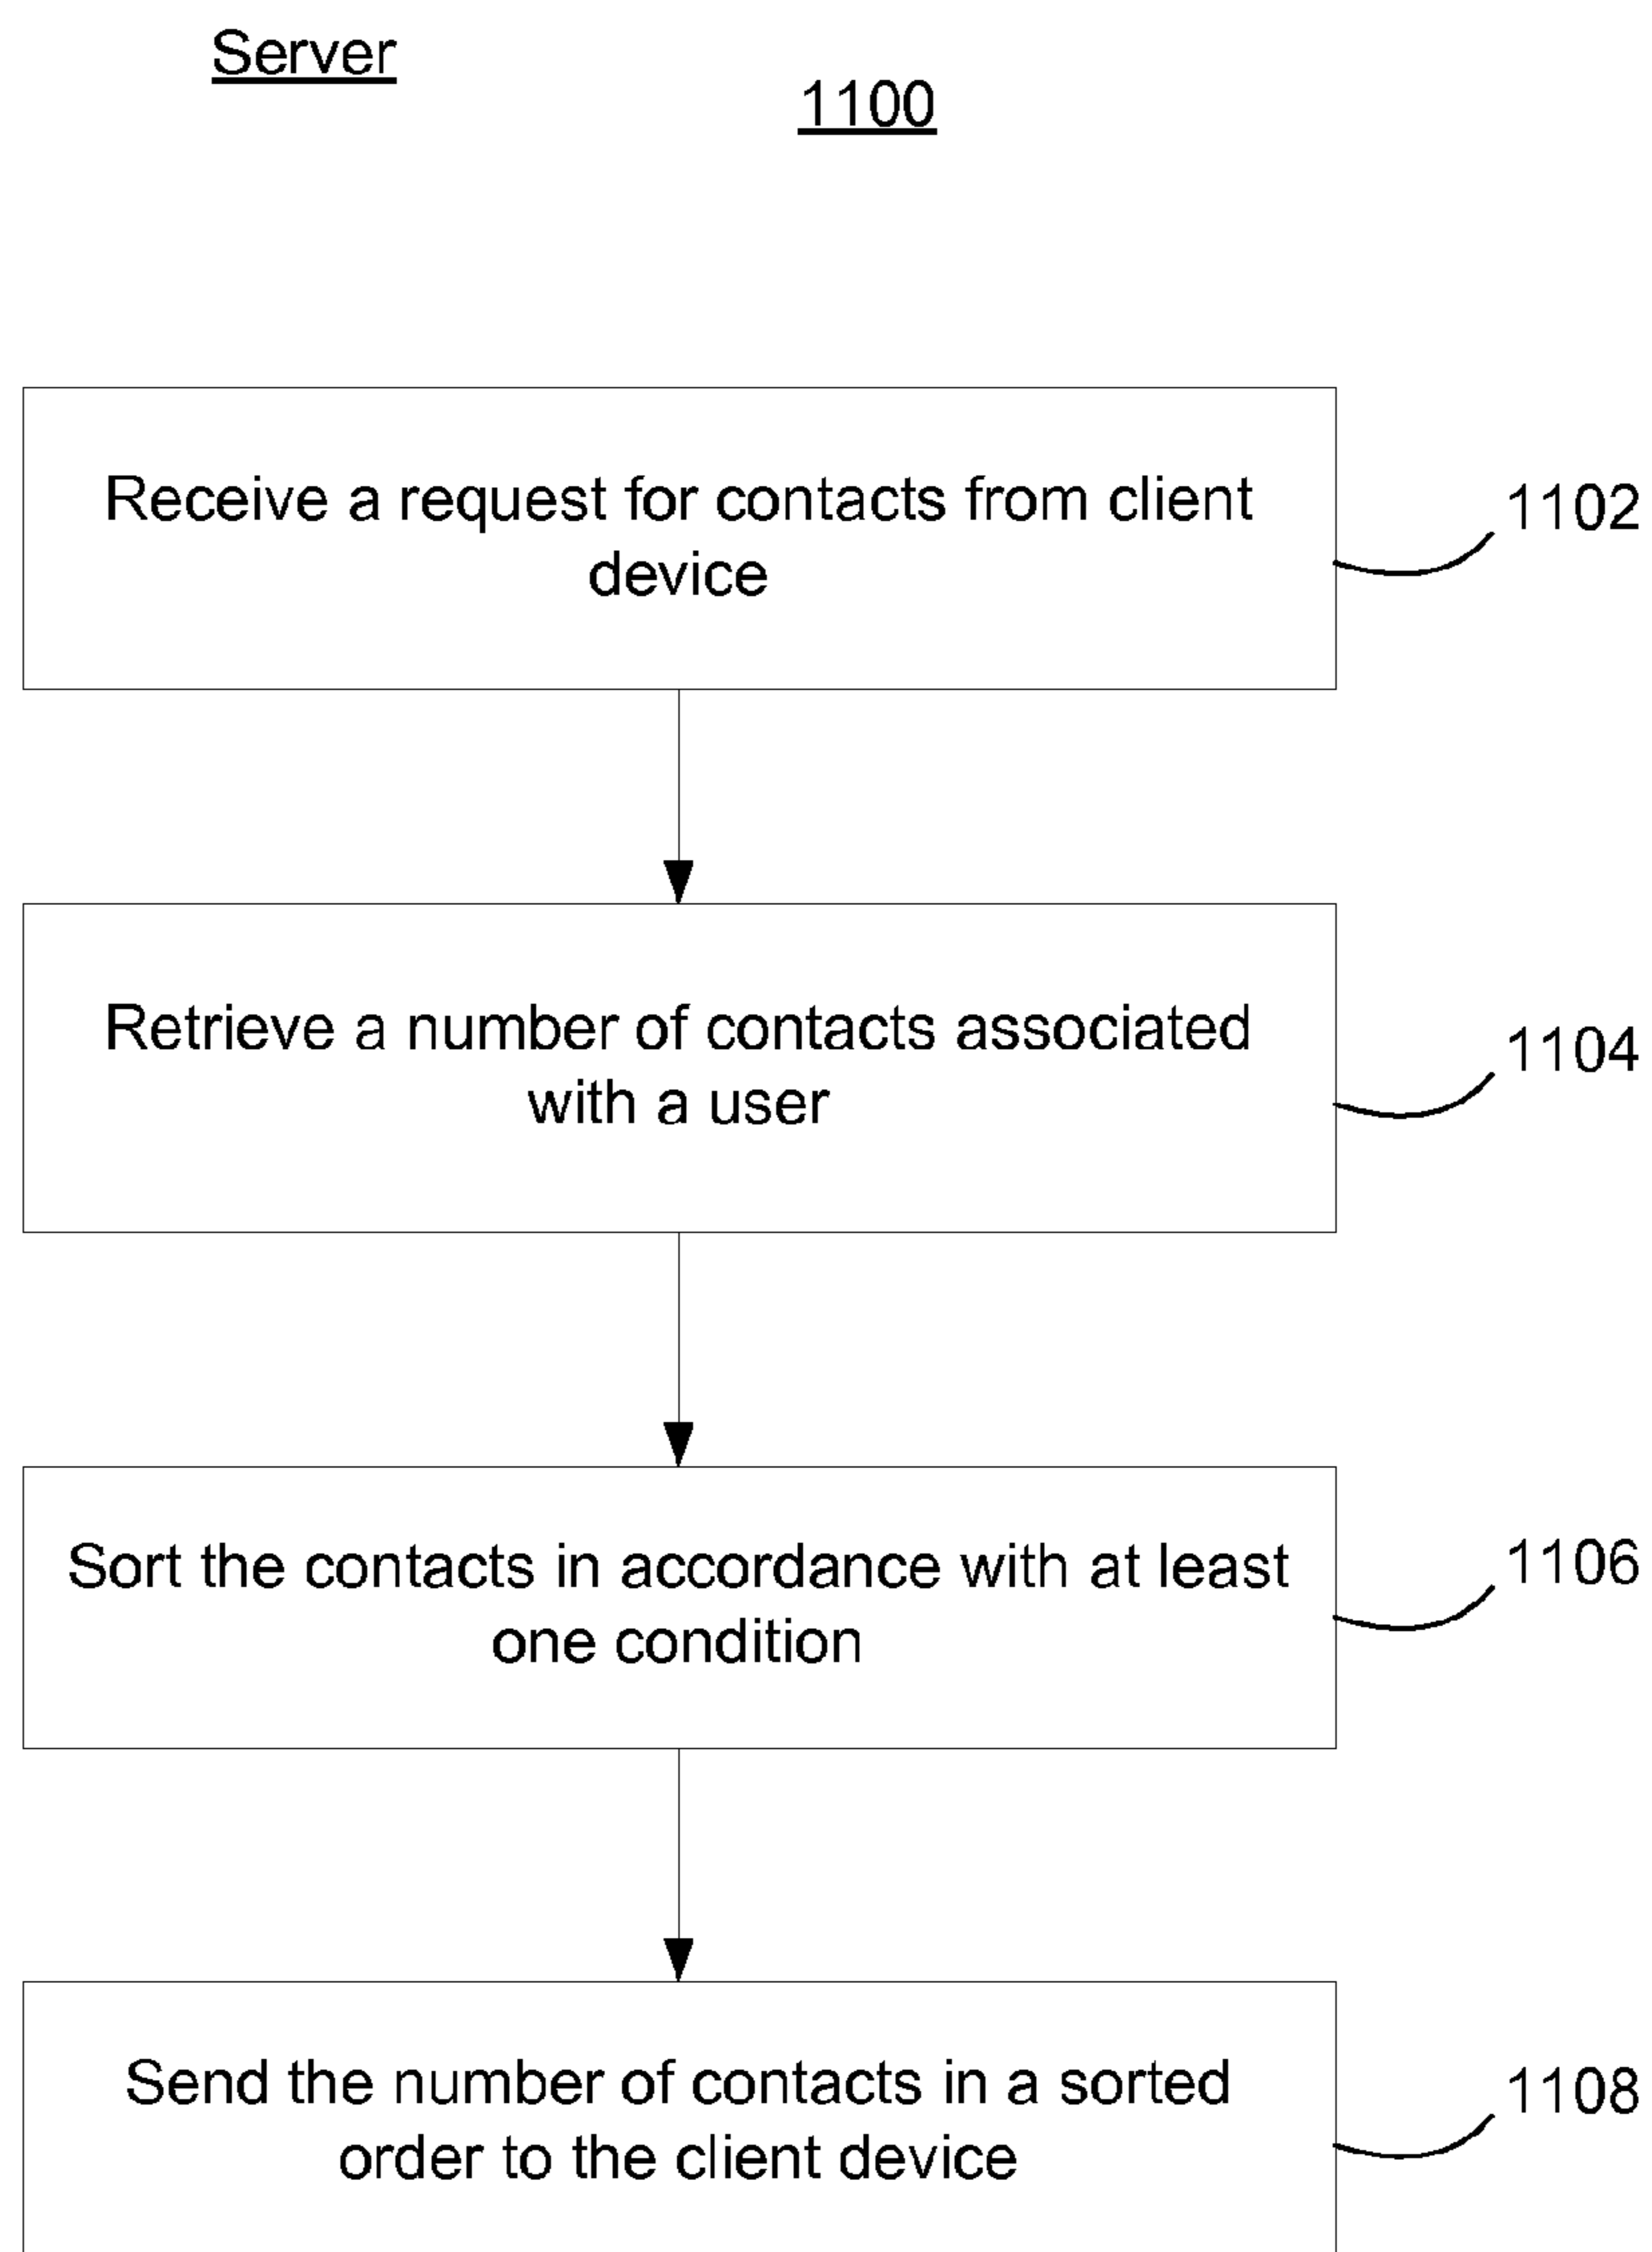 Server
1100
Receive a request for contacts from client
device
1102
Retrieve a number of contacts associated
with a user
1104
Sort the contacts in accordance with at least
one condition
1106
Send the number of contacts in a sorted
order to the client device
1108